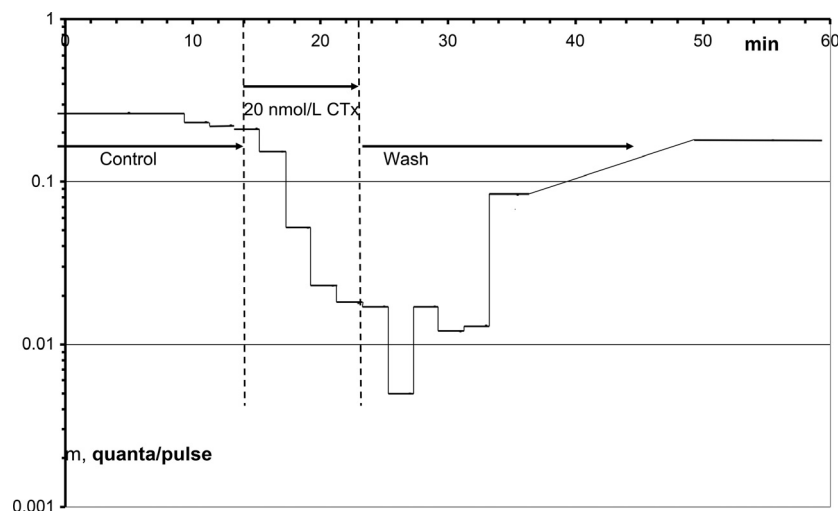 1
0 10 20 30 40 50 60
min
20 nmol/L CTx
Control
Wash
0.1
0.01
m, quanta/pulse
0.001